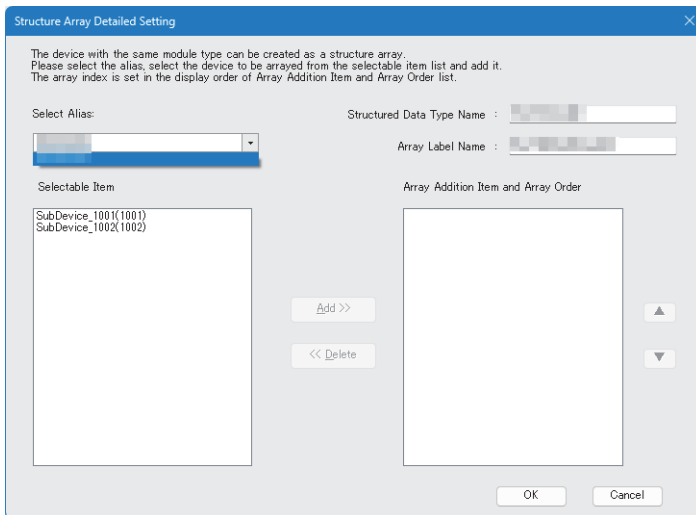 Structure Array Detailed Setting
The device with the same module type can be created as a structure array.
Please select the alias, select the device to be arrayed from the selectable item list and add it.
The array index is set in the display order of Array Addition Item and Array Order list.
Select Alias:
Structured Data Type Name :
Array Label Name :
Selectable Item
Array Addition Item and Array Order
SubDevice_1001(1001)
SubDevice_1002(1002)
Add >>
<< Delete
OK
Cancel